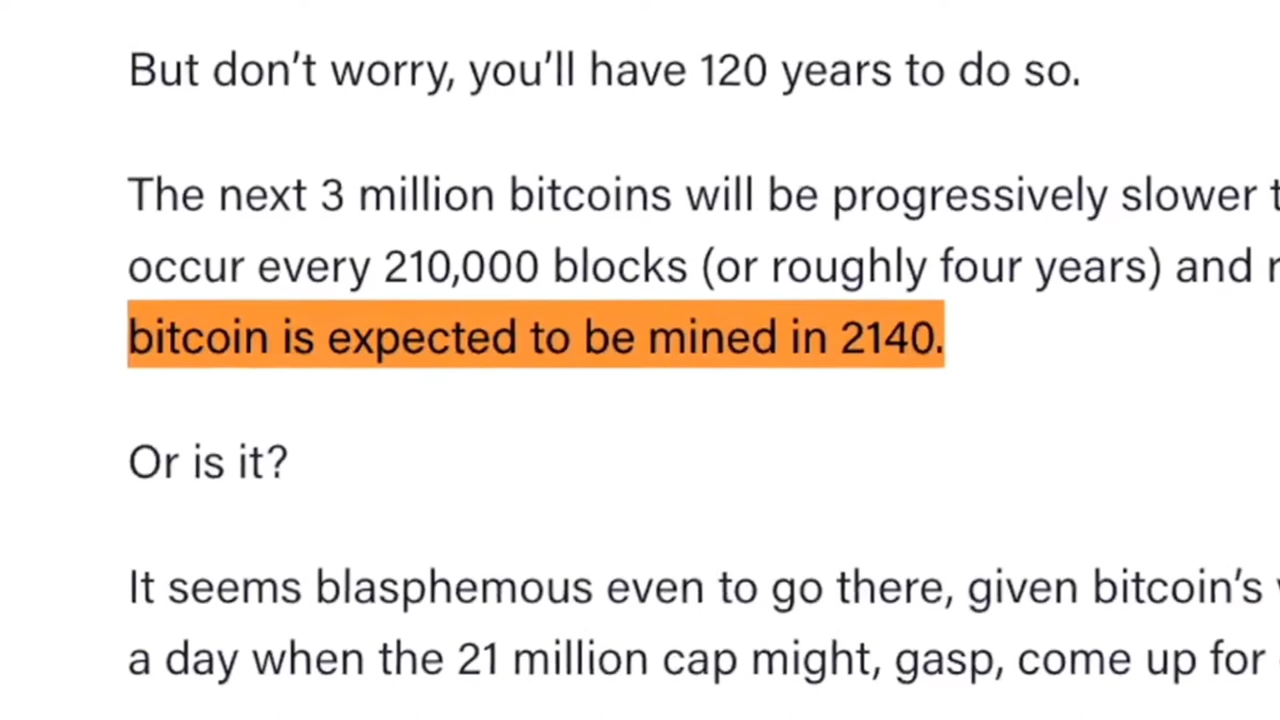 But don’t worry, you’ll have 120 years to do so.
The next 3 million bitcoins will be progressively slower
occur every 210,000 blocks (or roughly four years) and
bitcoin is expected to be mined in 2140.
Or is it?
It seems blasphemous even to go there, given bitcoin’s
a day when the 21 million cap might, gasp, come up for